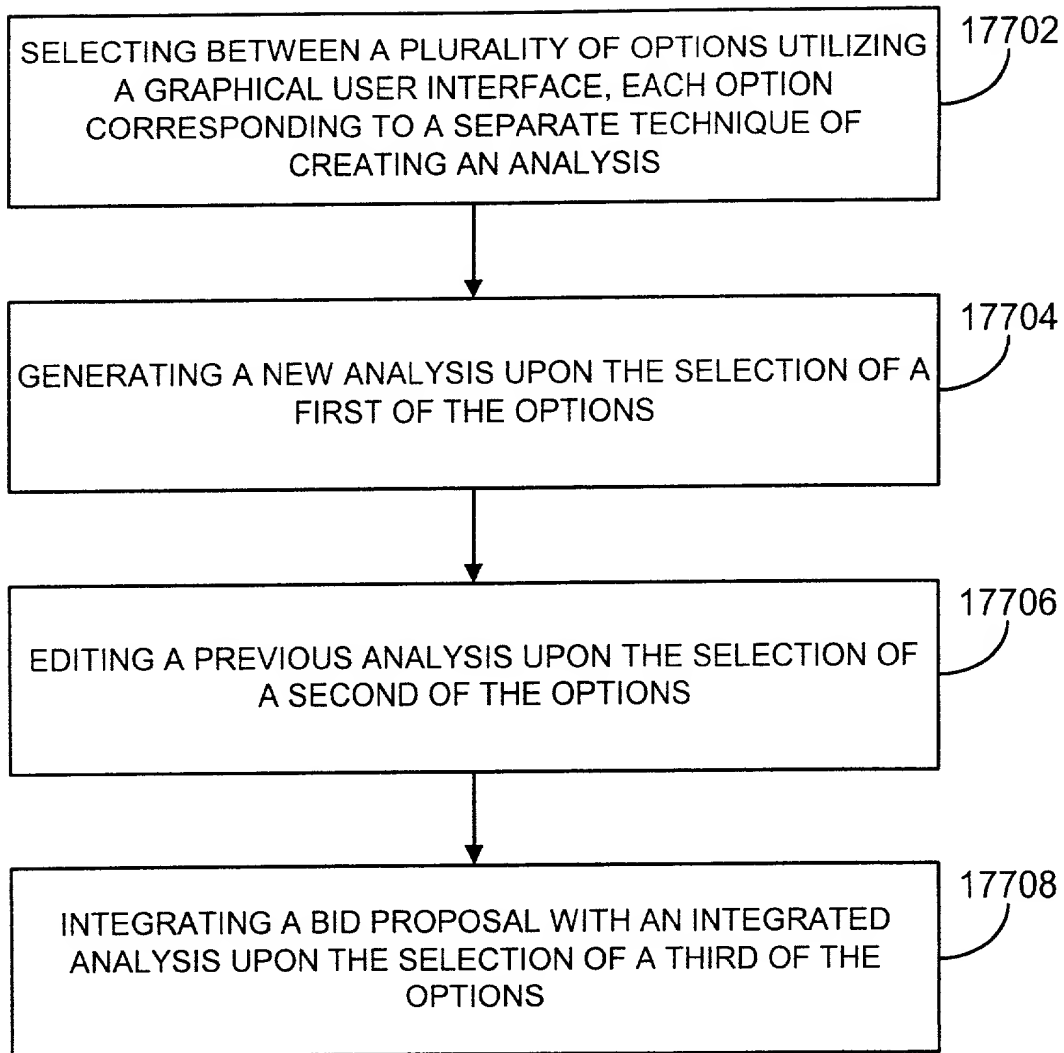 SELECTING BETWEEN A PLURALITY OF OPTIONS UTILIZING
A GRAPHICAL USER INTERFACE, EACH OPTION
CORRESPONDING TO A SEPARATE TECHNIQUE OF
CREATING AN ANALYSIS
17702
GENERATING A NEW ANALYSIS UPON THE SELECTION OF A
FIRST OF THE OPTIONS
17704
EDITING A PREVIOUS ANALYSIS UPON THE SELECTION OF
A SECOND OF THE OPTIONS
17706
INTEGRATING A BID PROPOSAL WITH AN INTEGRATED
ANALYSIS UPON THE SELECTION OF A THIRD OF THE
OPTIONS
17708